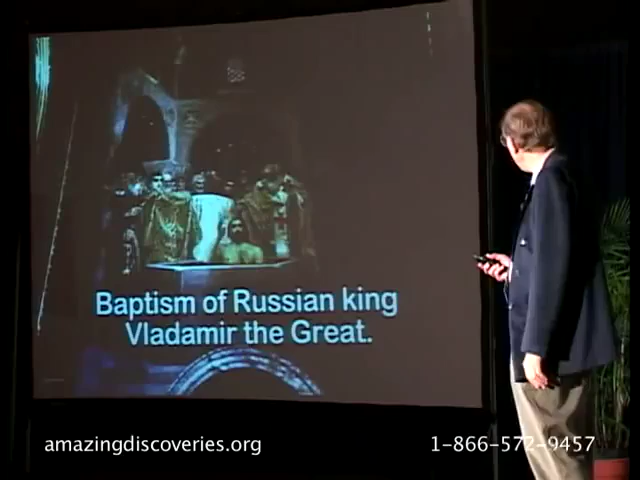 Baptism of Russian king
Vladamir the Great.
amazingdiscoveries.org
1-866-572-9457